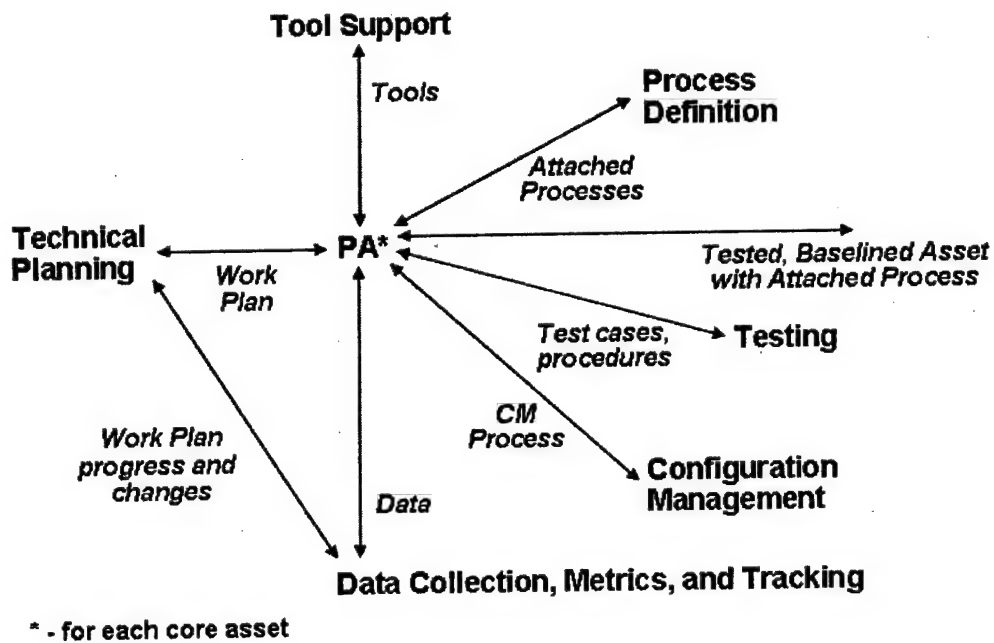 Tool Support
Tools
Process
Definition
Attached
Processes
Technical
Planning
PA*
Work
Plan
Tested, Baselined Asset
with Attached Process
Test cases,
procedures
Testing
CM
Process
Work Plan
progress and
changes
Configuration
Management
Data
Data Collection, Metrics, and Tracking
* - for each core asset